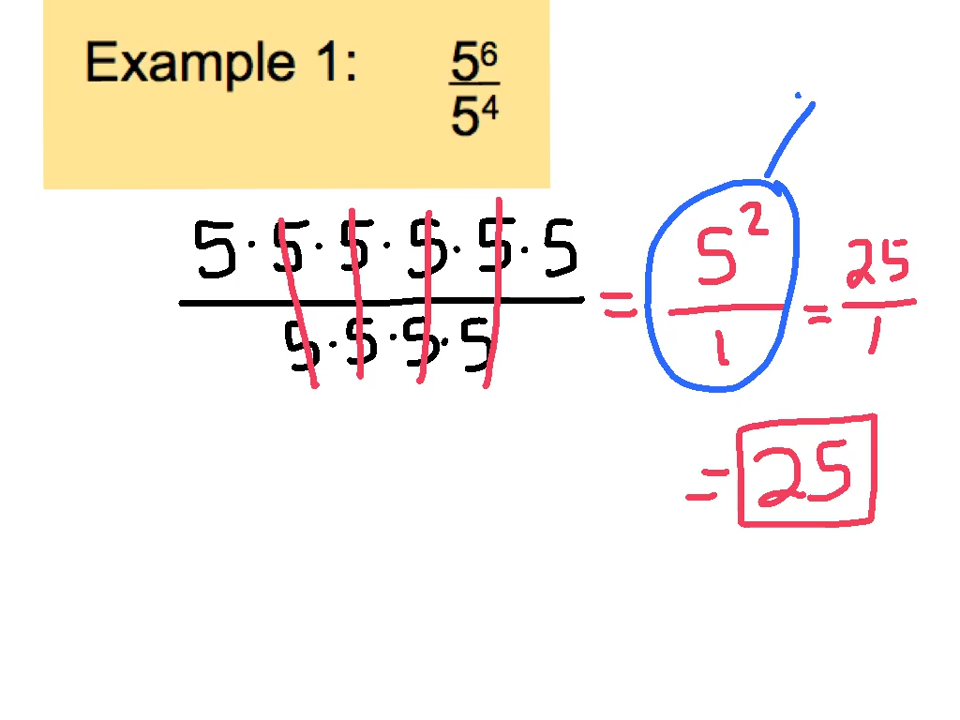 Example 1: 5⁶/5⁴
5 · 5 · 5 · 5 · 5 · 5 / 5 · 5 · 5 · 5 = 5²/1 = 25/1
= 25